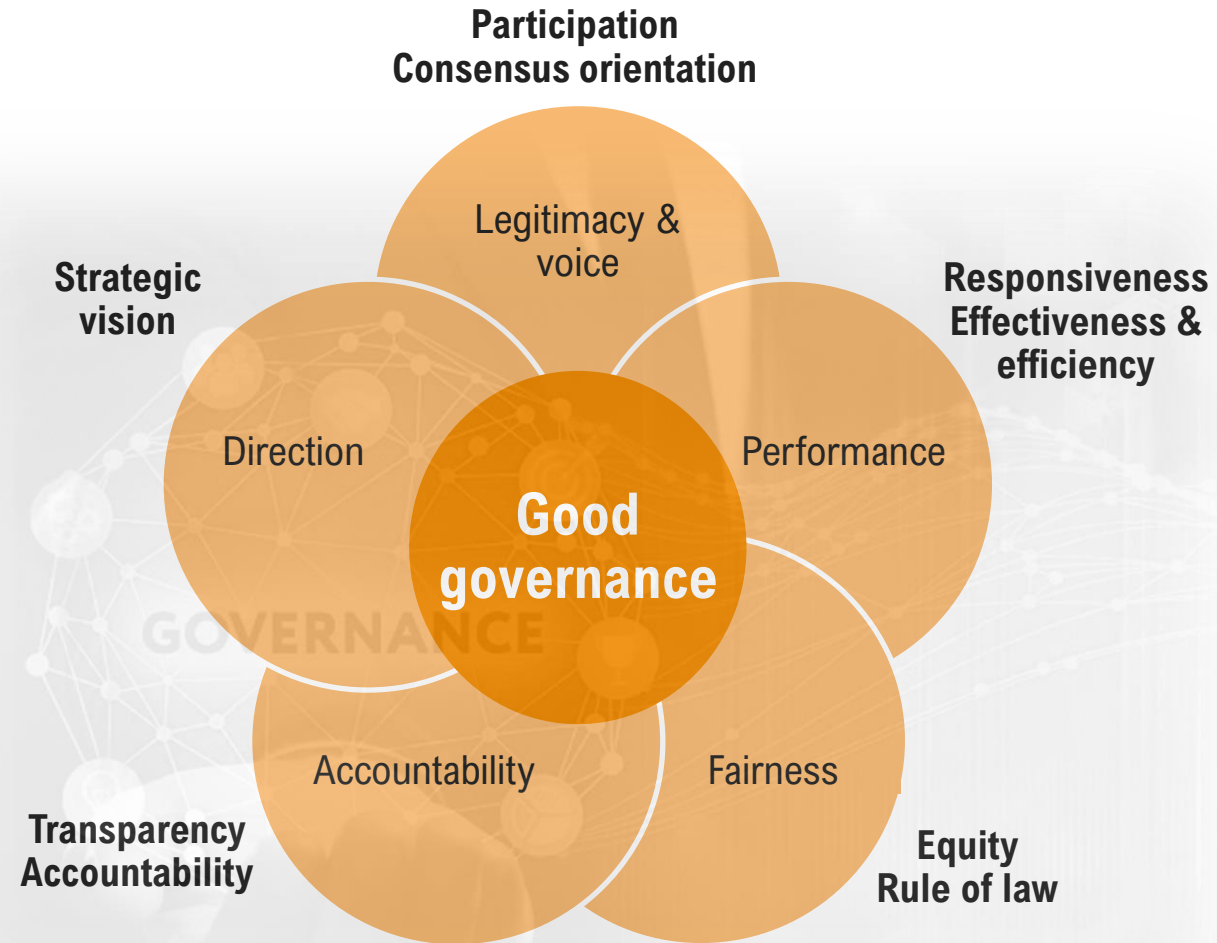 Participation
Consensus orientation
Legitimacy &
voice
Strategic
vision
Responsiveness
Effectiveness &
efficiency
Direction
Performance
Good
governance
GOVERNANCE
Accountability
Fairness
Transparency
Accountability
Equity
Rule of law